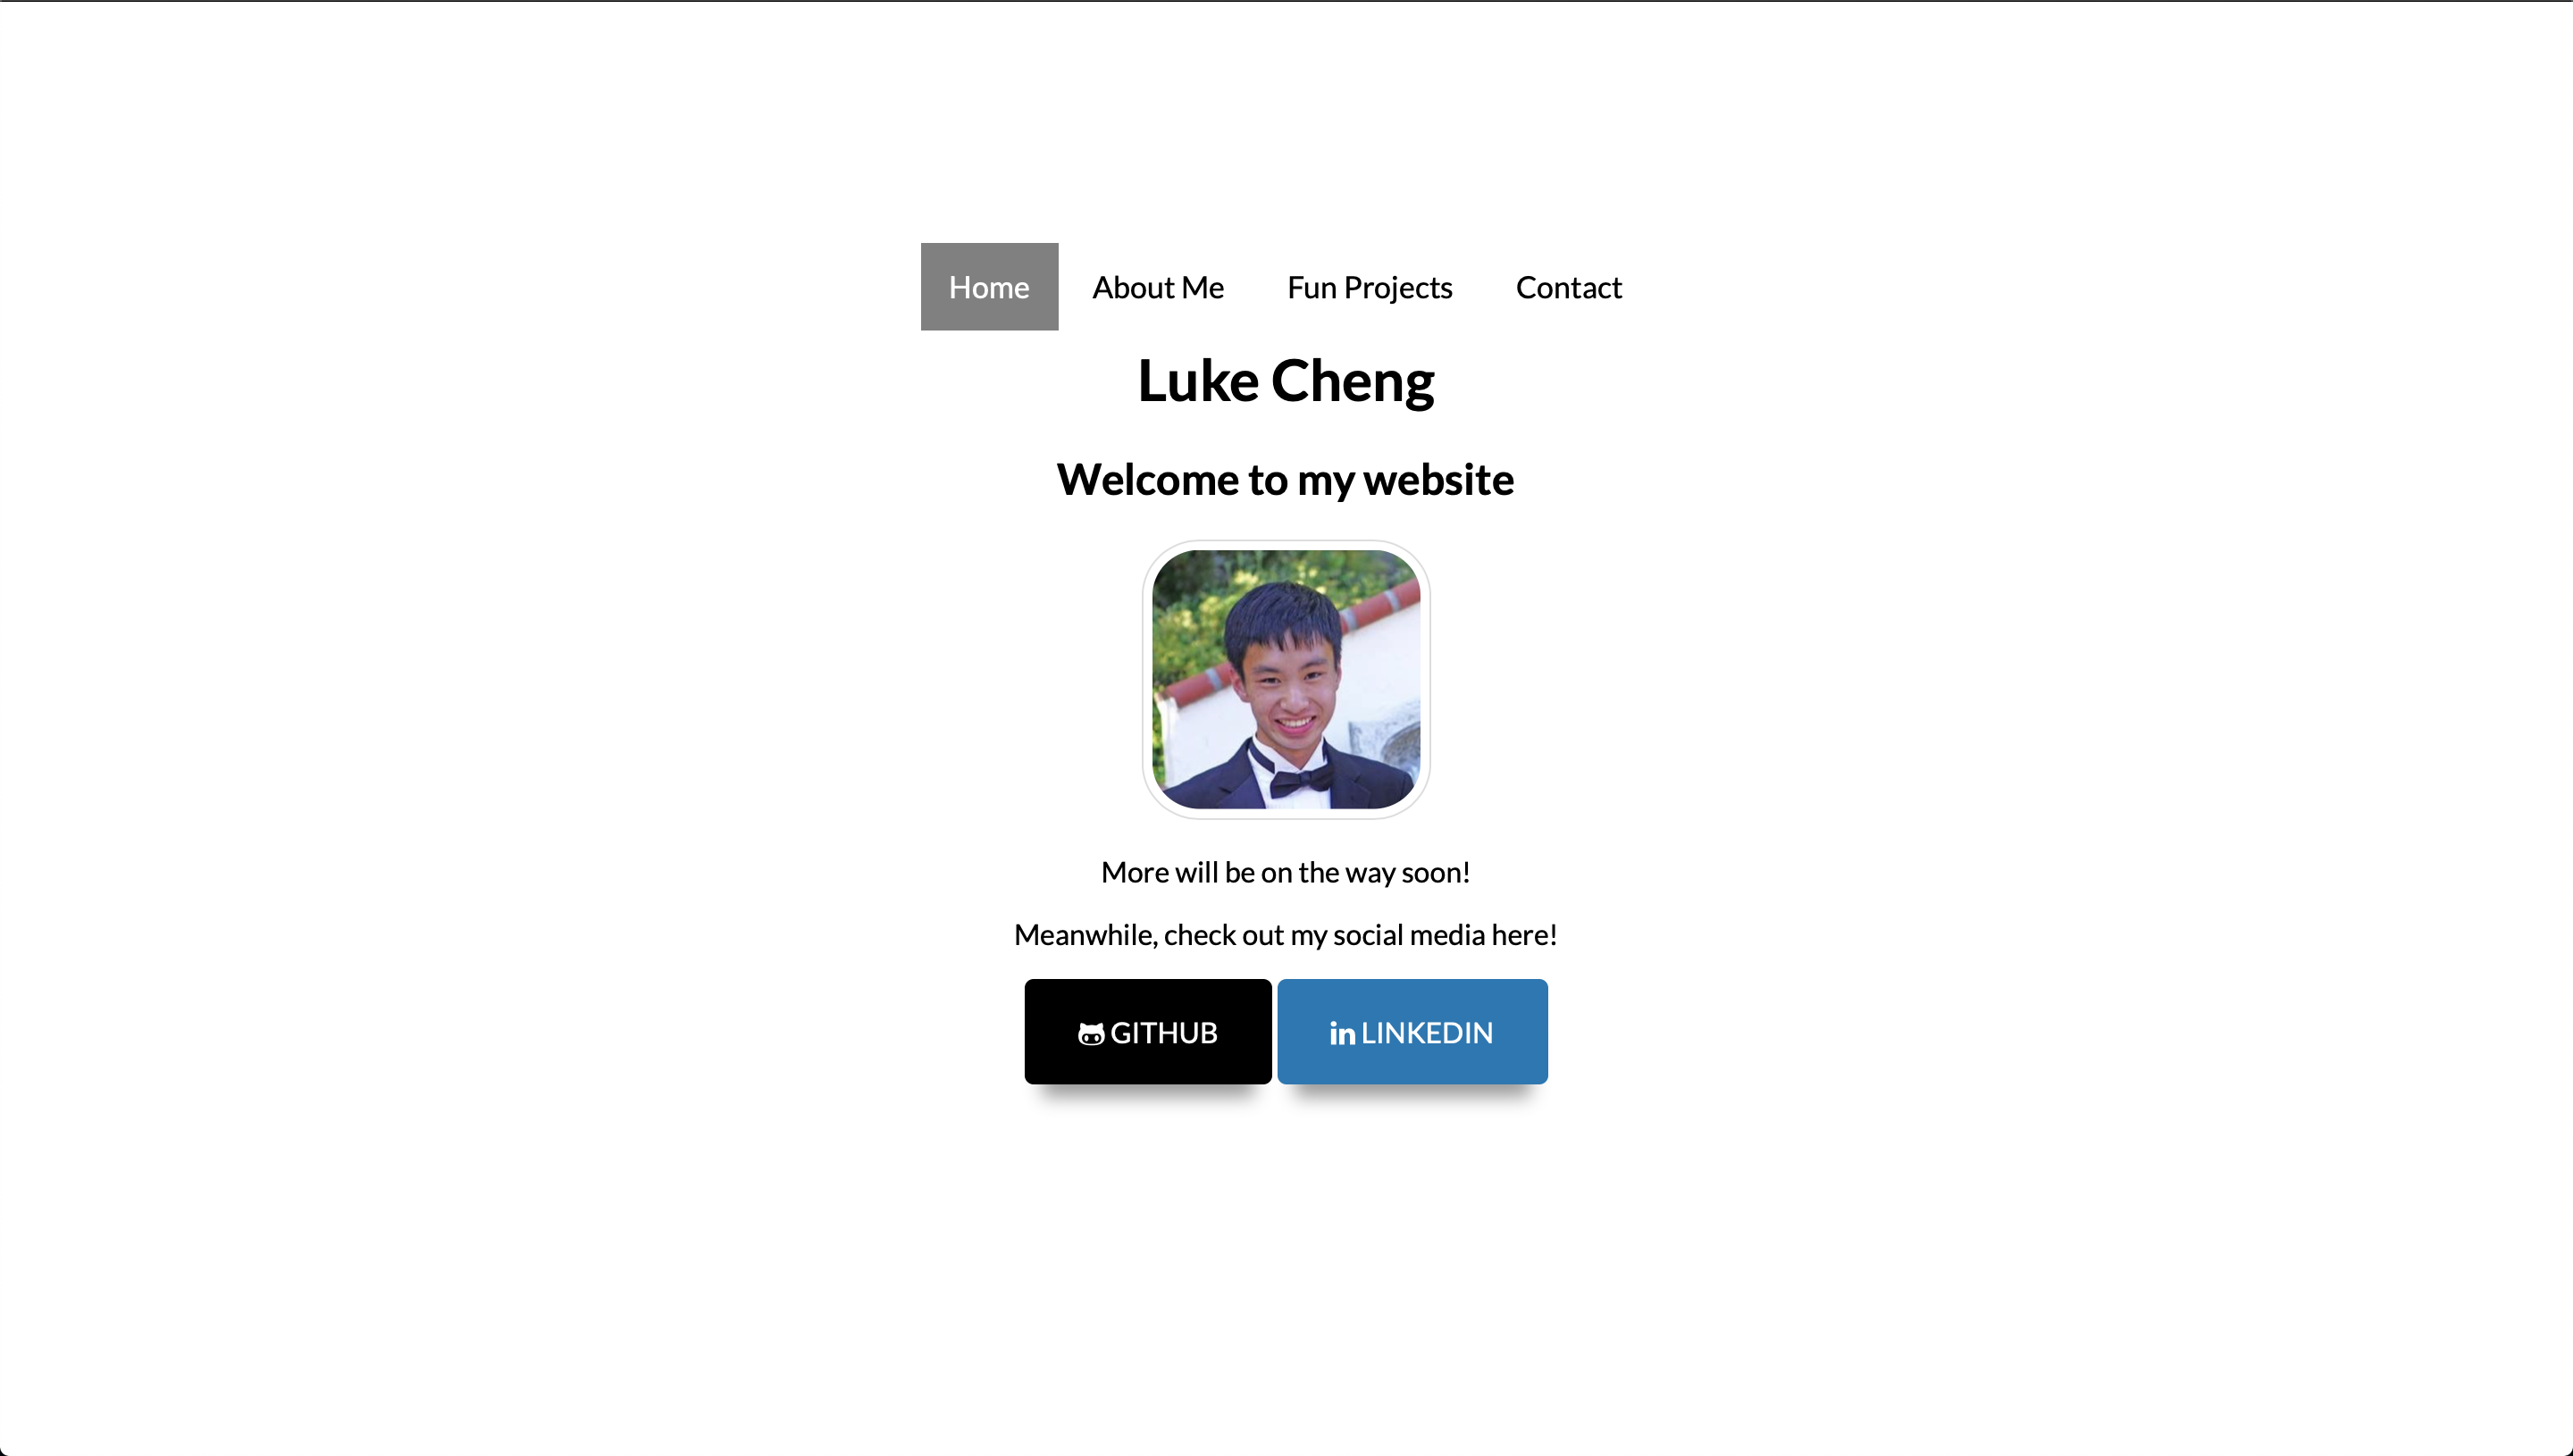 Home About Me Fun Projects Contact
Luke Cheng
Welcome to my website
More will be on the way soon!
Meanwhile, check out my social media here!
GITHUB in LINKEDIN